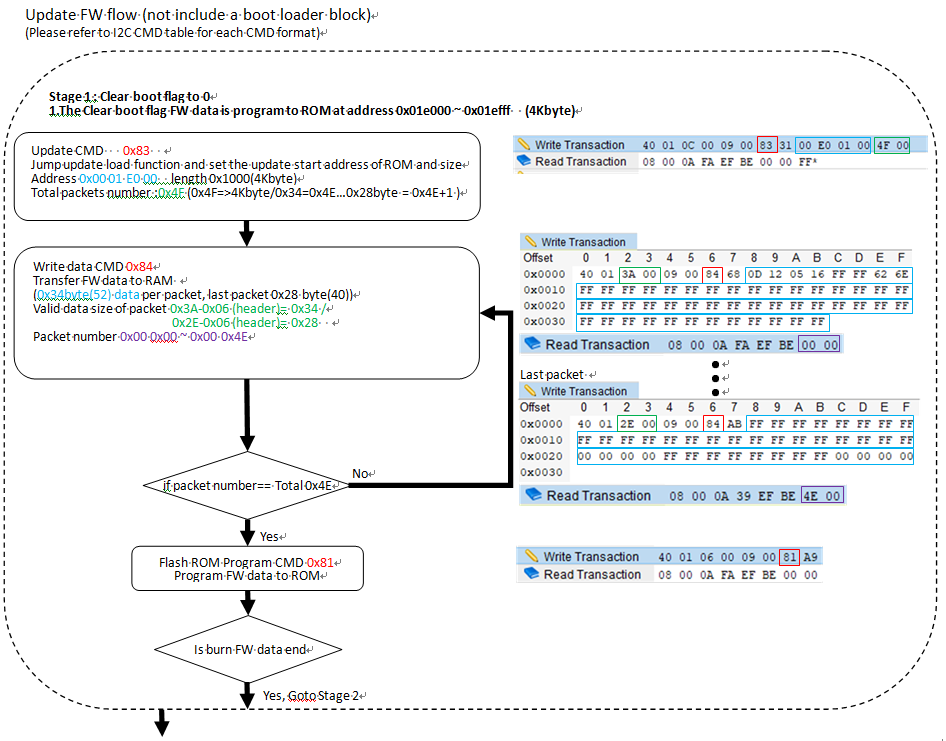 Update FW flow (not include a boot loader block)
(Please refer to I2C CMD table for each CMD format)
Stage 1 : Clear boot flag to 0
1.The Clear boot flag FW data is program to ROM at address 0x01e000 ~ 0x01efff (4Kbyte)
Update CMD 0x83
Jump update load function and set the update start address of ROM and size
Address 0x00 01 E0 00 length 0x1000(4Kbyte)
Total packets number :0x4F (0x4F=>4Kbyte/0x34=0x4E...0x28byte = 0x4E+1 )
Write Transaction 40 01 0C 00 09 00 83 31 00 E0 01 00 4F 00
Read Transaction 08 00 0A FA EF BE 00 00 FF*
Write data CMD 0x84
Transfer FW data to RAM
(0x34byte(52) data per packet, last packet 0x28 byte(40))
Valid data size of packet 0x3A-0x06 (header)= 0x34 /
0x2E-0x06 (header)= 0x28
Packet number 0x00 0x00 ~ 0x00 0x4E
Write Transaction
Offset 0 1 2 3 4 5 6 7 8 9 A B C D E F
0x0000 40 01 3A 00 09 00 84 68 0D 12 05 16 FF FF 62 6E
0x0010 FF FF FF FF FF FF FF FF FF FF FF FF FF FF FF FF
0x0020 FF FF FF FF FF FF FF FF FF FF FF FF FF FF FF FF
0x0030 FF FF FF FF FF FF FF FF FF FF FF FF
Read Transaction 08 00 0A FA EF BE 00 00
Last packet
Write Transaction
Offset 0 1 2 3 4 5 6 7 8 9 A B C D E F
0x0000 40 01 2E 00 09 00 84 AB FF FF FF FF FF FF FF FF
0x0010 FF FF FF FF FF FF FF FF FF FF FF FF FF FF FF FF
0x0020 00 00 00 00 FF FF FF FF FF FF FF FF 00 00 00 00
0x0030
Read Transaction 08 00 0A 39 EF BE 4E 00
if packet number== Total 0x4E
No
Yes
Flash ROM Program CMD 0x81
Program FW data to ROM
Write Transaction 40 01 06 00 09 00 81 A9
Read Transaction 08 00 0A FA EF BE 00 00
Is burn FW data end
Yes, Goto Stage 2